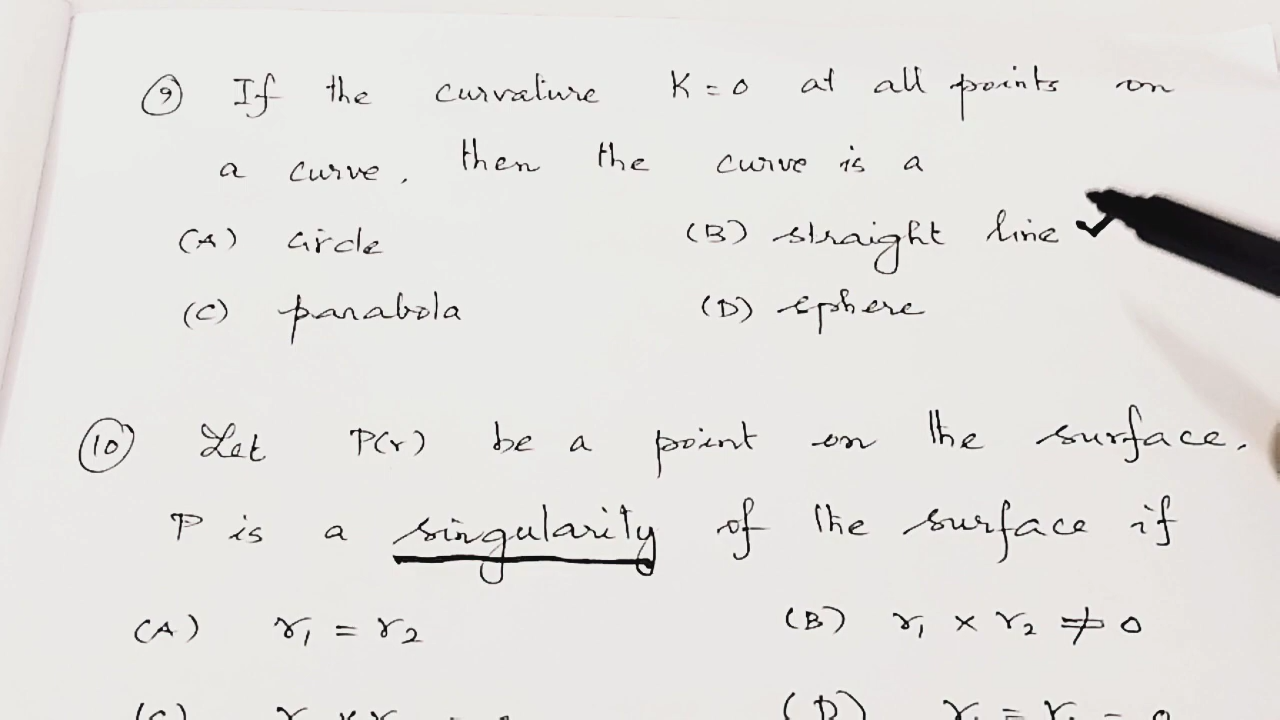 9 If the curvature K = 0 at all points on
a curve, then the curve is a
(A) circle (B) straight line ✓
(C) parabola (D) sphere
10 Let P(r) be a point on the surface.
P is a singularity of the surface if
(A) r₁ = r₂ (B) r₁ × r₂ ≠ 0
(C) (D)